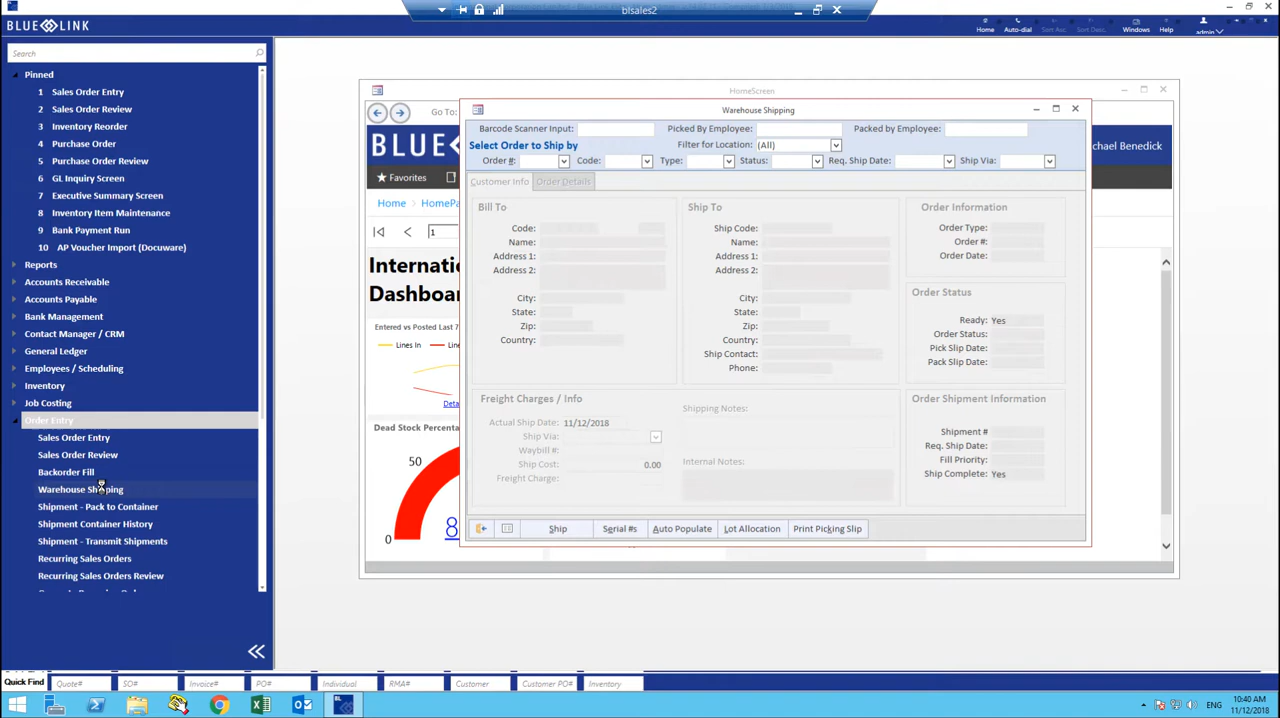 blsales2
BLUE LINK
Home
Auto-dial
Sort Asc.
Sort Desc.
Windows
Help
admin
Search
Pinned
1 Sales Order Entry
2 Sales Order Review
3 Inventory Reorder
4 Purchase Order
5 Purchase Order Review
6 GL Inquiry Screen
7 Executive Summary Screen
8 Inventory Item Maintenance
9 Bank Payment Run
10 AP Voucher Import (Docuware)
Reports
Accounts Receivable
Accounts Payable
Bank Management
Contact Manager / CRM
General Ledger
Employees / Scheduling
Inventory
Job Costing
Order Entry
Sales Order Entry
Sales Order Review
Backorder Fill
Warehouse Shipping
Shipment - Pack to Container
Shipment Container History
Shipment - Transmit Shipments
Recurring Sales Orders
Recurring Sales Orders Review
HomeScreen
Go To:
BLUE
Michael Benedick
Favorites
Home > HomePa
1
Internatio
Dashboar
Entered vs Posted Last 7
Lines In
Line
Deta
Dead Stock Percenta
50
0
8
Warehouse Shipping
Barcode Scanner Input:
Picked By Employee:
Packed by Employee:
Select Order to Ship by
Filter for Location: (All)
Order #:
Code:
Type:
Status:
Req. Ship Date:
Ship Via:
Customer Info
Order Details
Bill To
Code:
Name:
Address 1:
Address 2:
City:
State:
Zip:
Country:
Ship To
Ship Code:
Name:
Address 1:
Address 2:
City:
State:
Zip:
Country:
Ship Contact:
Phone:
Order Information
Order Type:
Order #:
Order Date:
Order Status
Ready: Yes
Order Status:
Pick Slip Date:
Pack Slip Date:
Freight Charges / Info
Actual Ship Date: 11/12/2018
Ship Via:
Waybill #:
Ship Cost: 0.00
Freight Charge:
Shipping Notes:
Internal Notes:
Order Shipment Information
Shipment #
Req. Ship Date:
Fill Priority:
Ship Complete: Yes
Ship
Serial #s
Auto Populate
Lot Allocation
Print Picking Slip
Quick Find
Quote#
SO#
Invoice#
PO#
Individual
RMA#
Customer
Customer PO#
Inventory
ENG
10:40 AM
11/12/2018